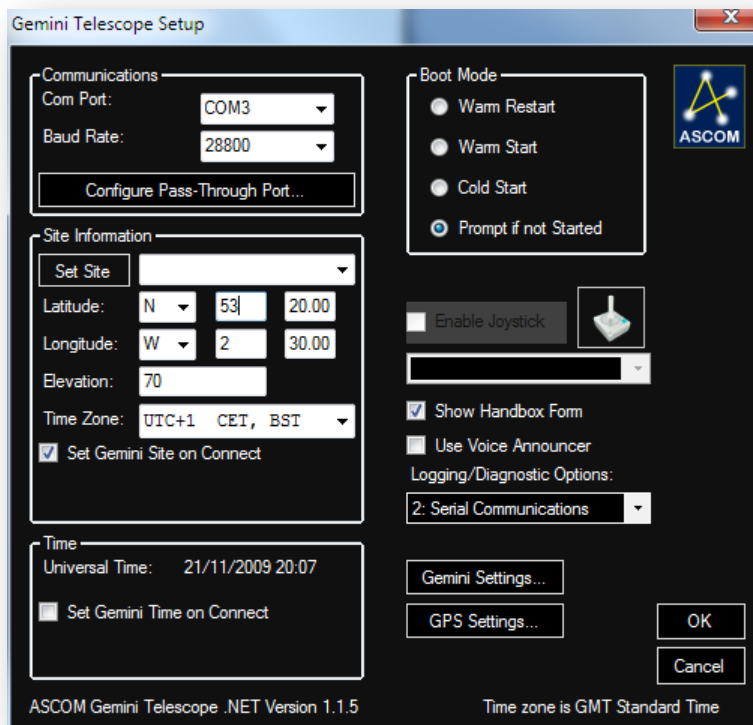 Gemini Telescope Setup
Communications
Com Port: COM3
Baud Rate: 28800
Configure Pass-Through Port...
Site Information
Set Site
Latitude: N 53 20.00
Longitude: W 2 30.00
Elevation: 70
Time Zone: UTC+1 CET, BST
Set Gemini Site on Connect
Time
Universal Time: 21/11/2009 20:07
Set Gemini Time on Connect
Boot Mode
Warm Restart
Warm Start
Cold Start
Prompt if not Started
ASCOM
Enable Joystick
Show Handbox Form
Use Voice Announcer
Logging/Diagnostic Options:
2: Serial Communications
Gemini Settings...
GPS Settings...
OK
Cancel
ASCOM Gemini Telescope .NET Version 1.1.5
Time zone is GMT Standard Time